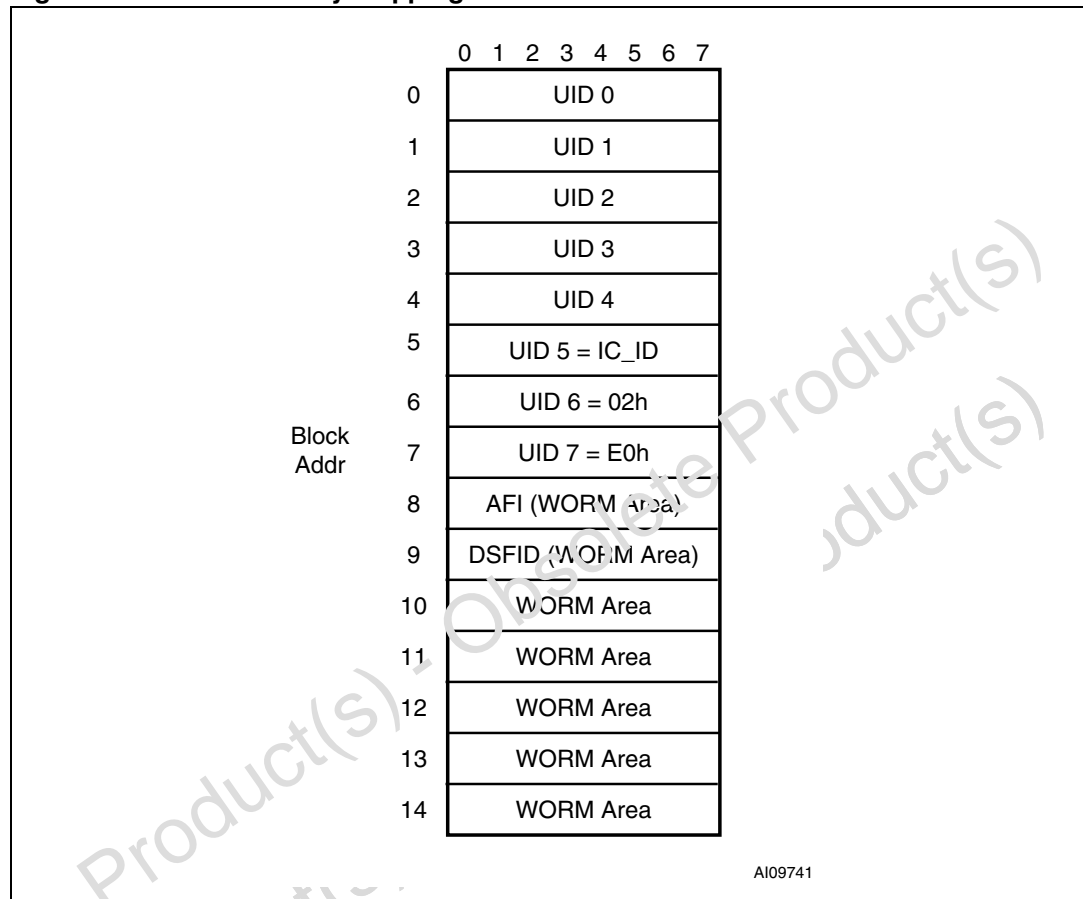 0 1 2 3 4 5 6 7
0 UID 0
1 UID 1
2 UID 2
3 UID 3
4 UID 4
5 UID 5 = IC_ID
6 UID 6 = 02h
Block
Addr
7 UID 7 = E0h
8 AFI (WORM Area)
9 DSFID (WORM Area)
10 WORM Area
11 WORM Area
12 WORM Area
13 WORM Area
14 WORM Area
AI09741
Product(s) - Obsolete Product(s)